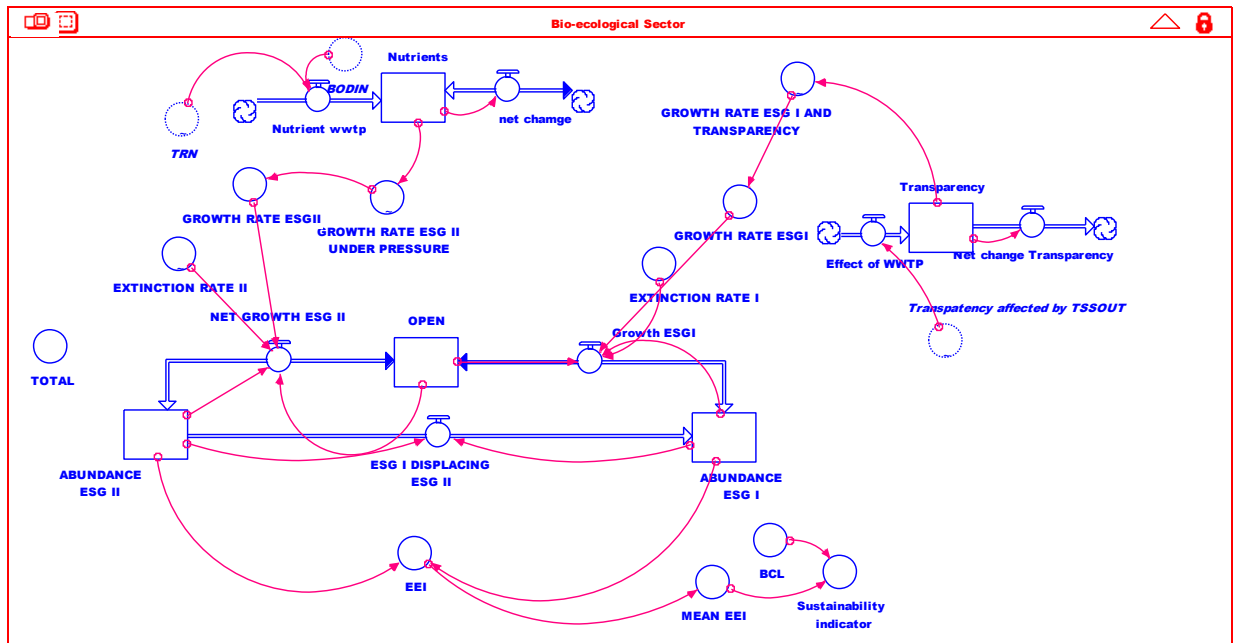 Bio-ecological Sector
Nutrients
BODIN
Nutrient wwtp
net chamge
TRN
GROWTH RATE ESG I AND
TRANSPARENCY
GROWTH RATE ESGII
GROWTH RATE ESG II
UNDER PRESSURE
GROWTH RATE ESGI
Transparency
Effect of WWTP
Net change Transparency
EXTINCTION RATE II
EXTINCTION RATE I
Transpatency affected by TSSOUT
NET GROWTH ESG II
OPEN
Growth ESGI
TOTAL
ABUNDANCE
ESG II
ESG I DISPLACING
ESG II
ABUNDANCE
ESG I
EEI
BCL
MEAN EEI
Sustainability
indicator